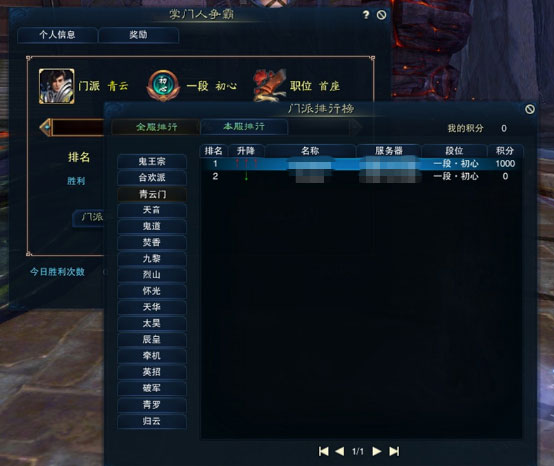 掌门人争霸
?
个人信息 奖励
门派 青云 初心 一段 初心 职位 首座
门派排行榜
全服排行 本服排行 我的积分 0
排名
胜利
门派
今日胜利次数
排名 升降 名称 服务器 段位 积分
1 一段·初心 1000
2 ↓ 一段·初心 0
鬼王宗
合欢派
青云门
天音
鬼道
焚香
九黎
烈山
怀光
天华
太昊
辰皇
牵机
英招
破军
青罗
归云
1/1